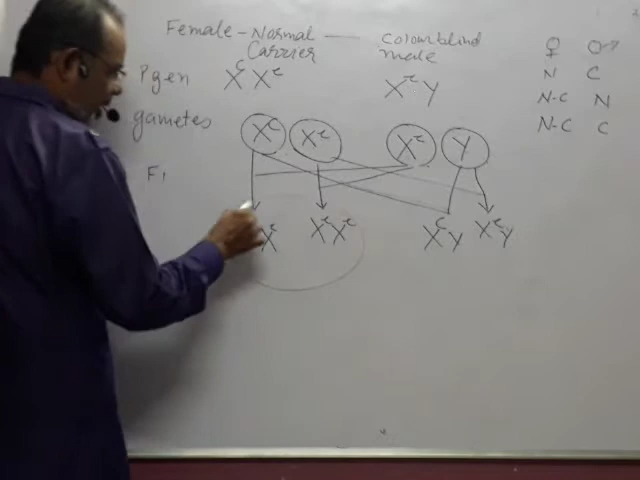 Female - Normal Carrier — Colourblind male
♀ ♂
P gen X^C X^c X^c Y
N C
N-C N
N-C C
gametes X^C X^c X^c Y
F1
X^c X^c X^c X^C Y X^c Y